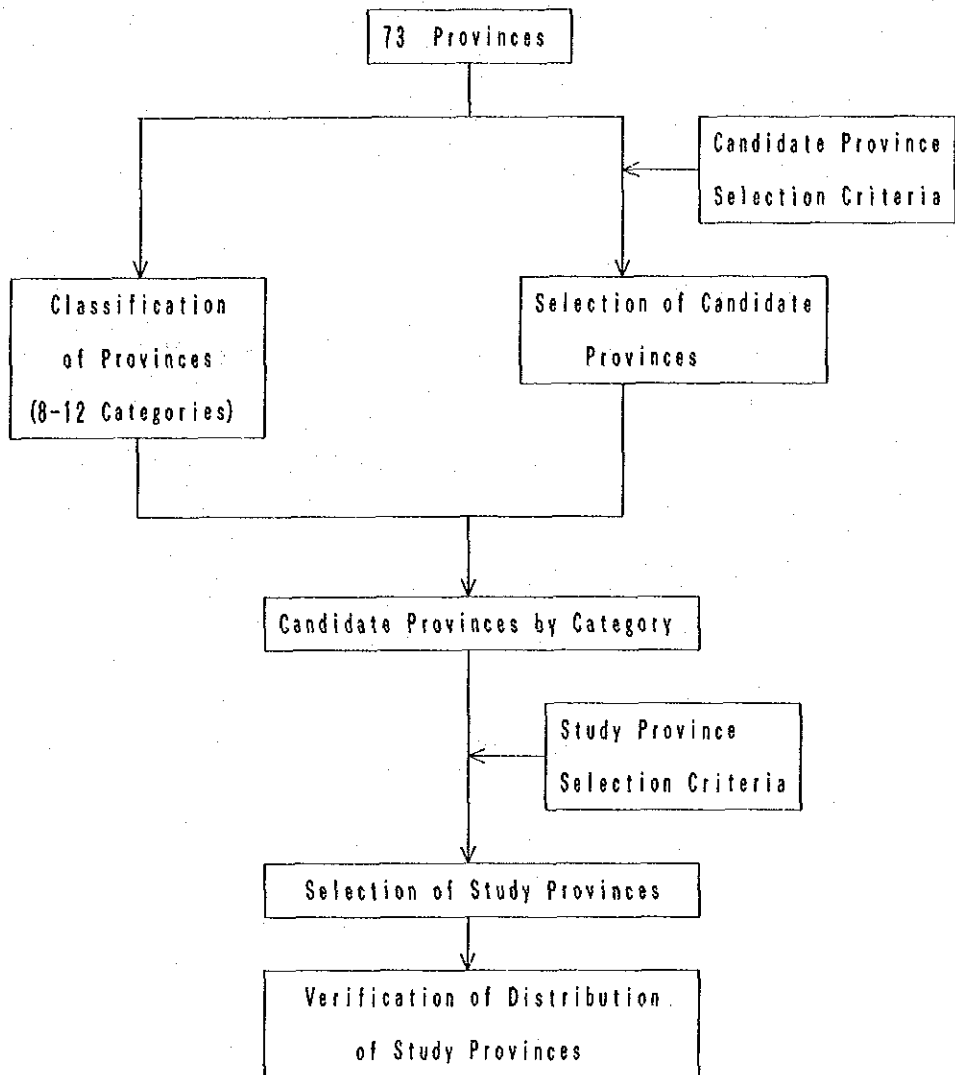 73 Provinces
Candidate Province
Selection Criteria
Classification
of Provinces
(8-12 Categories)
Selection of Candidate
Provinces
Candidate Provinces by Category
Study Province
Selection Criteria
Selection of Study Provinces
Verification of Distribution
of Study Provinces